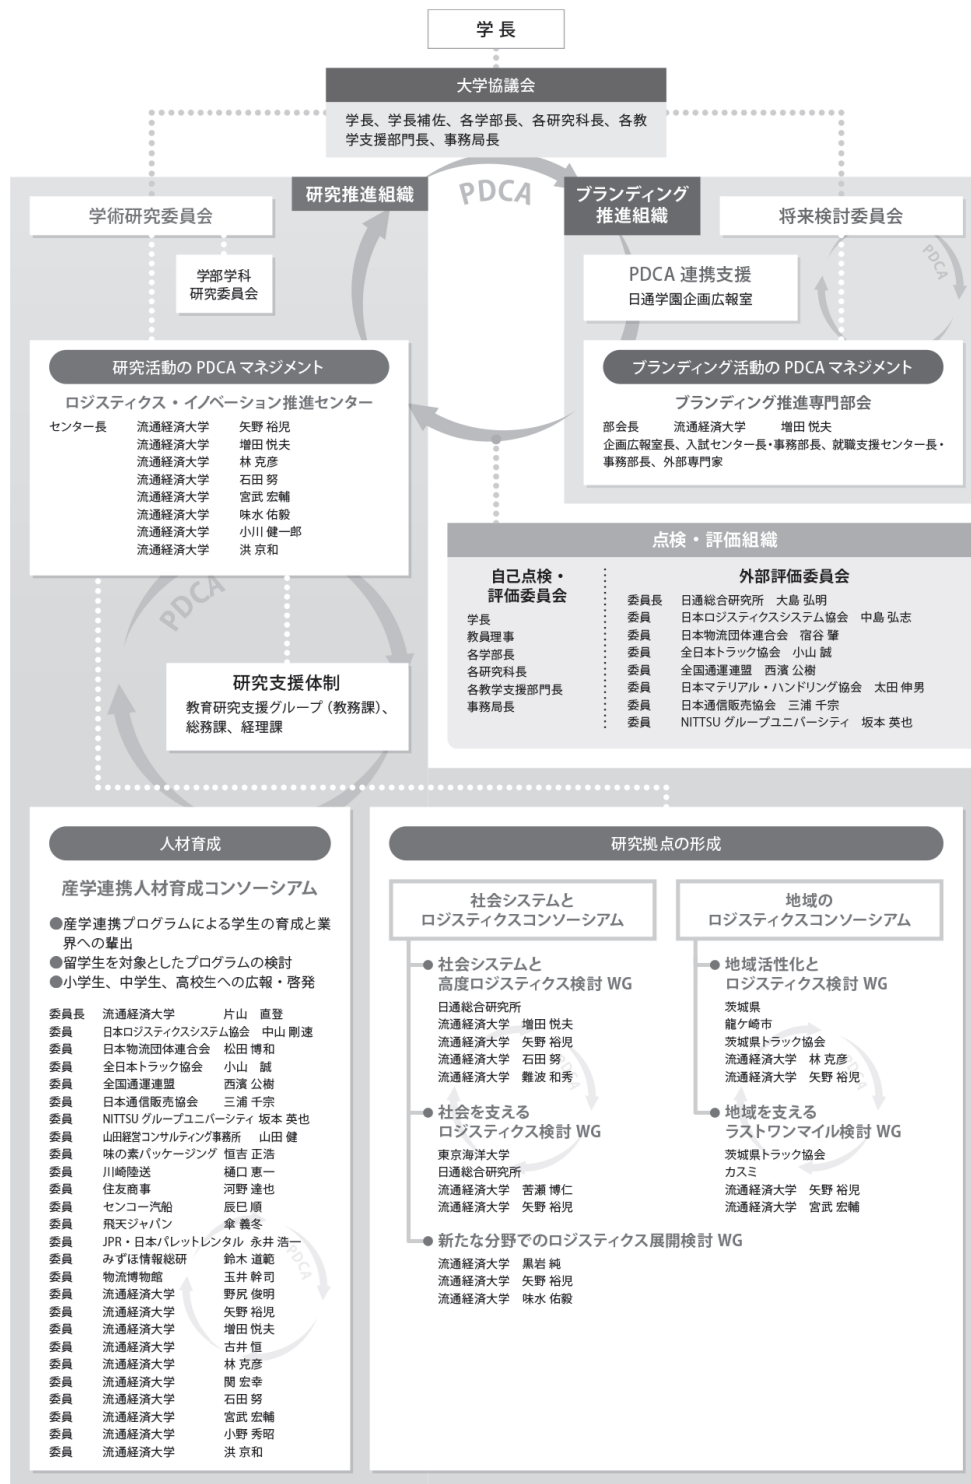 学 長
大学協議会
学長、学長補佐、各学部長、各研究科長、各教
学支援部門長、事務局長
研究推進組織
PDCA
ブランディング
推進組織
学術研究委員会
将来検討委員会
学部学科
研究委員会
PDCA 連携支援
日通学園企画広報室
PDCA
研究活動の PDCA マネジメント
ロジスティクス・イノベーション推進センター
センター長 流通経済大学 矢野 裕児
流通経済大学 増田 悦夫
流通経済大学 林 克彦
流通経済大学 石田 努
流通経済大学 宮武 宏輔
流通経済大学 味水 佑毅
流通経済大学 小川 健一郎
流通経済大学 洪 京和
ブランディング活動の PDCA マネジメント
ブランディング推進専門部会
部会長 流通経済大学 増田 悦夫
企画広報室長、入試センター長・事務部長、就職支援センター長・
事務部長、外部専門家
点検・評価組織
自己点検・
評価委員会
学長
教員理事
各学部長
各研究科長
各教学支援部門長
事務局長
外部評価委員会
委員長 日通総合研究所 大島 弘明
委員 日本ロジスティクスシステム協会 中島 弘志
委員 日本物流団体連合会 宿谷 肇
委員 全日本トラック協会 小山 誠
委員 全国通運連盟 西濱 公樹
委員 日本マテリアル・ハンドリング協会 太田 伸男
委員 日本通信販売協会 三浦 千宗
委員 NITTSU グループユニバーシティ 坂本 英也
PDCA
研究支援体制
教育研究支援グループ（教務課）、
総務課、経理課
人材育成
産学連携人材育成コンソーシアム
●産学連携プログラムによる学生の育成と業
界への輩出
●留学生を対象としたプログラムの検討
●小学生、中学生、高校生への広報・啓発
委員長 流通経済大学 片山 直登
委員 日本ロジスティクスシステム協会 中山 剛速
委員 日本物流団体連合会 松田 博和
委員 全日本トラック協会 小山 誠
委員 全国通運連盟 西濱 公樹
委員 日本通信販売協会 三浦 千宗
委員 NITTSU グループユニバーシティ 坂本 英也
委員 山田経営コンサルティング事務所 山田 健
委員 味の素パッケージング 恒吉 正浩
委員 川崎陸送 樋口 恵一
委員 住友商事 河野 達也
委員 センコー汽船 辰巳 順
委員 飛天ジャパン 傘 義冬
委員 JPR・日本パレットレンタル 永井 浩一
委員 みずほ情報総研 鈴木 道範
委員 物流博物館 玉井 幹司
委員 流通経済大学 野尻 俊明
委員 流通経済大学 矢野 裕児
委員 流通経済大学 増田 悦夫
委員 流通経済大学 古井 恒
委員 流通経済大学 林 克彦
委員 流通経済大学 関 宏幸
委員 流通経済大学 石田 努
委員 流通経済大学 宮武 宏輔
委員 流通経済大学 小野 秀昭
委員 流通経済大学 洪 京和
PDCA
研究拠点の形成
社会システムと
ロジスティクスコンソーシアム
社会システムと
高度ロジスティクス検討 WG
日通総合研究所
流通経済大学 増田 悦夫
流通経済大学 矢野 裕児
流通経済大学 石田 努
流通経済大学 難波 和秀
PDCA
社会を支える
ロジスティクス検討 WG
東京海洋大学
日通総合研究所
流通経済大学 苦瀬 博仁
流通経済大学 矢野 裕児
新たな分野でのロジスティクス展開検討 WG
流通経済大学 黒岩 純
流通経済大学 矢野 裕児
流通経済大学 味水 佑毅
地域の
ロジスティクスコンソーシアム
地域活性化と
ロジスティクス検討 WG
茨城県
龍ケ崎市
茨城県トラック協会
流通経済大学 林 克彦
流通経済大学 矢野 裕児
PDCA
地域を支える
ラストワンマイル検討 WG
茨城県トラック協会
カスミ
流通経済大学 矢野 裕児
流通経済大学 宮武 宏輔